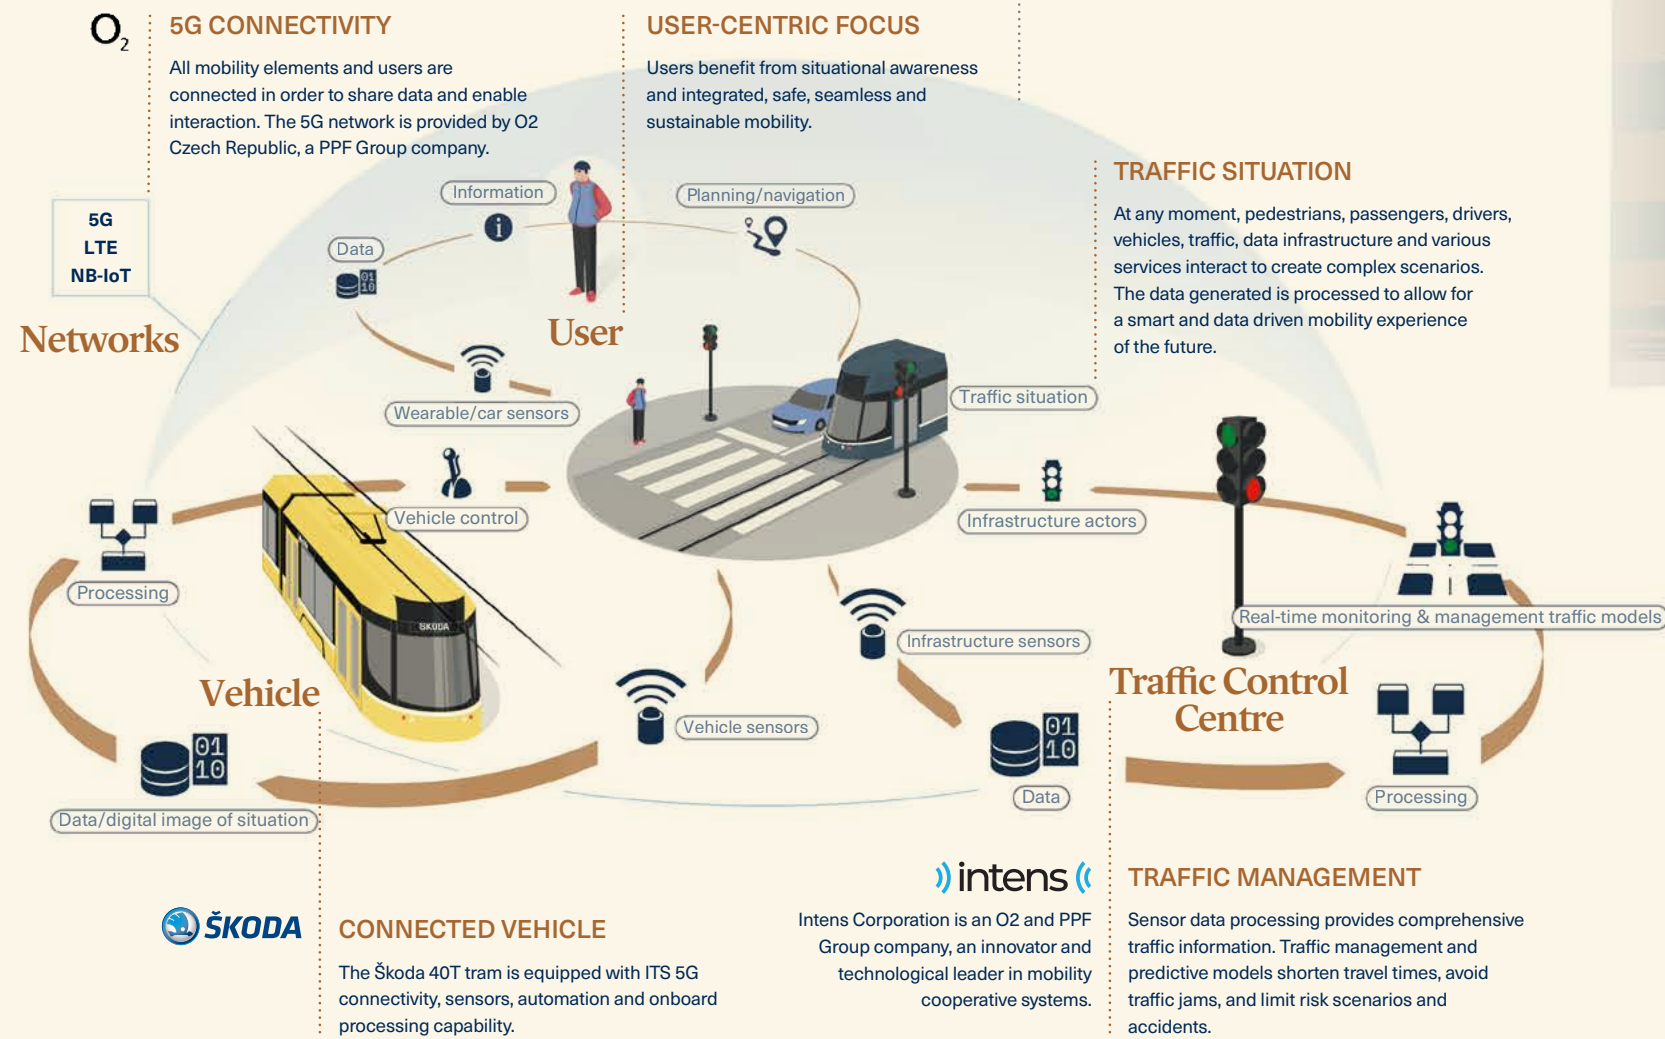 O2
5G CONNECTIVITY
All mobility elements and users are
connected in order to share data and enable
interaction. The 5G network is provided by O2
Czech Republic, a PPF Group company.
USER-CENTRIC FOCUS
Users benefit from situational awareness
and integrated, safe, seamless and
sustainable mobility.
TRAFFIC SITUATION
At any moment, pedestrians, passengers, drivers,
vehicles, traffic, data infrastructure and various
services interact to create complex scenarios.
The data generated is processed to allow for
a smart and data driven mobility experience
of the future.
5G
LTE
NB-IoT
Networks
Information
Planning/navigation
Data
01
10
User
Wearable/car sensors
Traffic situation
Vehicle control
Infrastructure actors
Processing
ŠKODA
Real-time monitoring & management traffic models
Infrastructure sensors
Vehicle
Traffic Control
Centre
Vehicle sensors
01
10
Data/digital image of situation
01
10
Data
Processing
ŠKODA
CONNECTED VEHICLE
The Škoda 40T tram is equipped with ITS 5G
connectivity, sensors, automation and onboard
processing capability.
intens
Intens Corporation is an O2 and PPF
Group company, an innovator and
technological leader in mobility
cooperative systems.
TRAFFIC MANAGEMENT
Sensor data processing provides comprehensive
traffic information. Traffic management and
predictive models shorten travel times, avoid
traffic jams, and limit risk scenarios and
accidents.